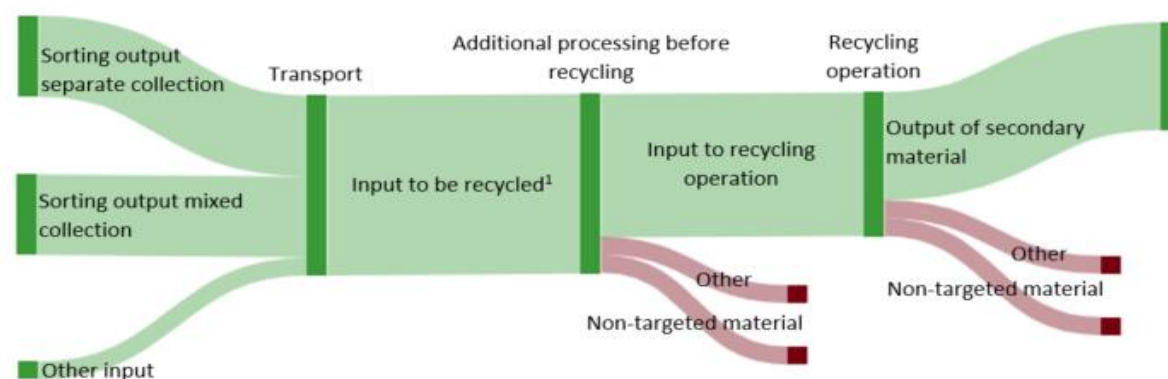 Sorting output
separate collection
Transport
Additional processing before
recycling
Recycling
operation
Output of secondary
material
Input to be recycled¹
Input to recycling
operation
Sorting output mixed
collection
Other
Non-targeted material
Other
Non-targeted material
Other input